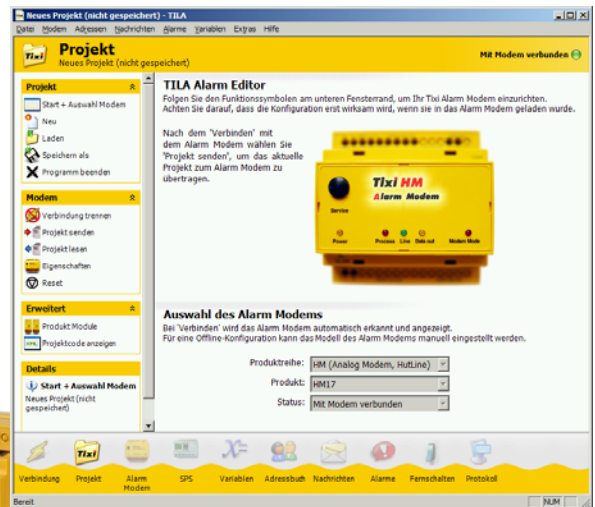 Neues Projekt (nicht gespeichert) - TILA
Datei Modem Adressen Nachrichten Alarme Variablen Extras Hilfe
Tixi
Projekt
Neues Projekt (nicht gespeichert)
Mit Modem verbunden
Projekt
Start + Auswahl Modem
Neu
Laden
Speichern als
Programm beenden
Modem
Verbindung trennen
Projekt senden
Projekt lesen
Eigenschaften
Reset
Erweitert
Produkt Module
Projektcode anzeigen
Details
Start + Auswahl Modem
Neues Projekt (nicht
gespeichert)
TILA Alarm Editor
Folgen Sie den Funktionssymbolen am unteren Fensterrand, um Ihr Tixi Alarm Modem einzurichten.
Achten Sie darauf, dass die Konfiguration erst wirksam wird, wenn sie in das Alarm Modem geladen wurde.
Nach dem 'Verbinden' mit
dem Alarm Modem wählen Sie
'Projekt senden', um das aktuelle
Projekt zum Alarm Modem zu
übertragen.
Tixi HM
Alarm Modem
Service
Power Process Line Data out Modem Mode
Auswahl des Alarm Modems
Bei 'Verbinden' wird das Alarm Modem automatisch erkannt und angezeigt.
Für eine Offline-Konfiguration kann das Modell des Alarm Modems manuell eingestellt werden.
Produktreihe: HM (Analog Modem, HutLine)
Produkt: HM17
Status: Mit Modem verbunden
Tixi
X=
Verbindung Projekt Alarm Modem SPS Variablen Adressbuch Nachrichten Alarme Fernschalten Protokoll
Bereit
NUM